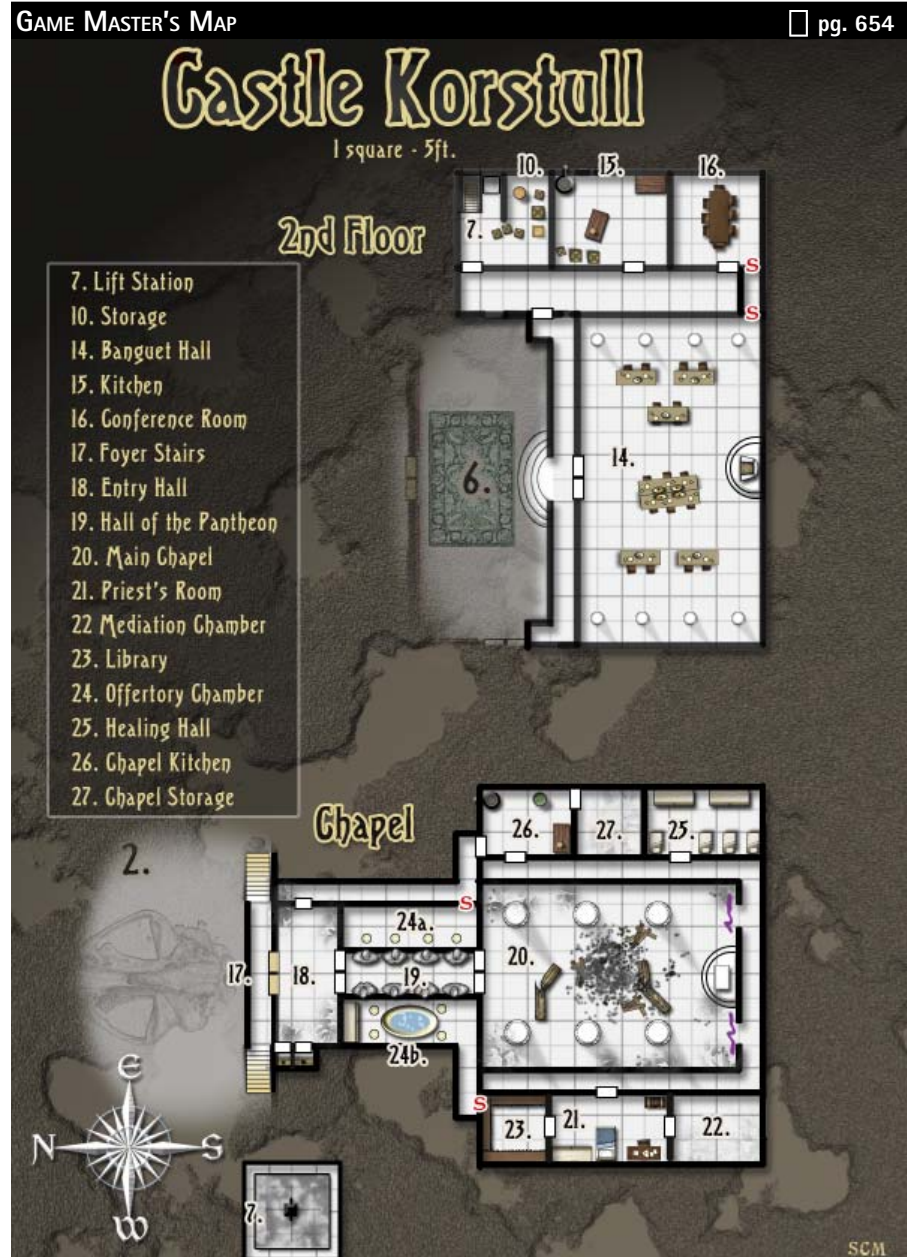 GAME MASTER'S MAP
pg. 654
Castle Korstull
1 square - 5ft.
2nd Floor
10.
15.
16.
7.
S
S
6.
14.
7. Lift Station
10. Storage
14. Banguet Hall
15. Kitchen
16. Conference Room
17. Foyer Stairs
18. Entry Hall
19. Hall of the Pantheon
20. Main Chapel
21. Priest's Room
22 Mediation Chamber
23. Library
24. Offertory Chamber
25. Healing Hall
26. Chapel Kitchen
27. Chapel Storage
Chapel
2.
26.
27.
25.
S
24a.
17.
18.
19.
20.
24b.
S
23.
21.
22.
E
N
S
W
7.
SCM